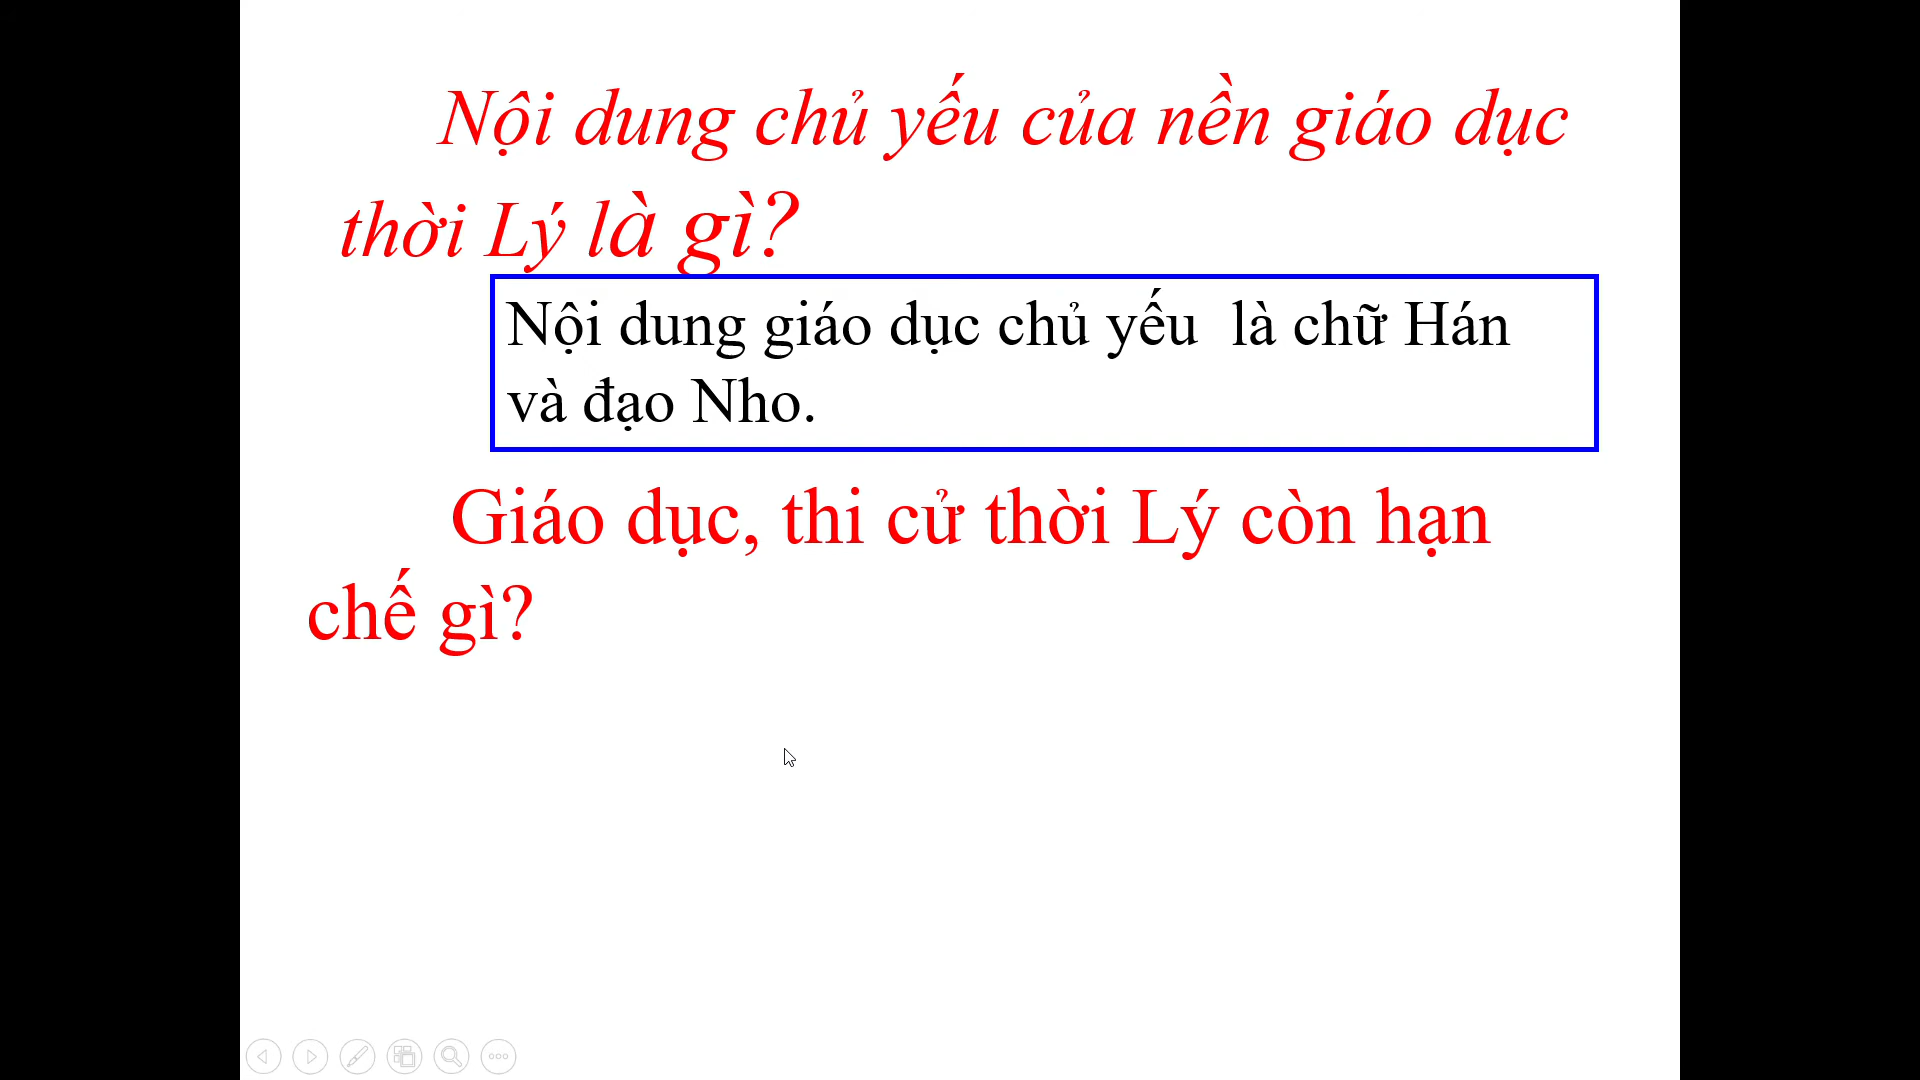 Nội dung chủ yếu của nền giáo dục
thời Lý là gì?
Nội dung giáo dục chủ yếu  là chữ Hán
và đạo Nho.
Giáo dục, thi cử thời Lý còn hạn
chế gì?